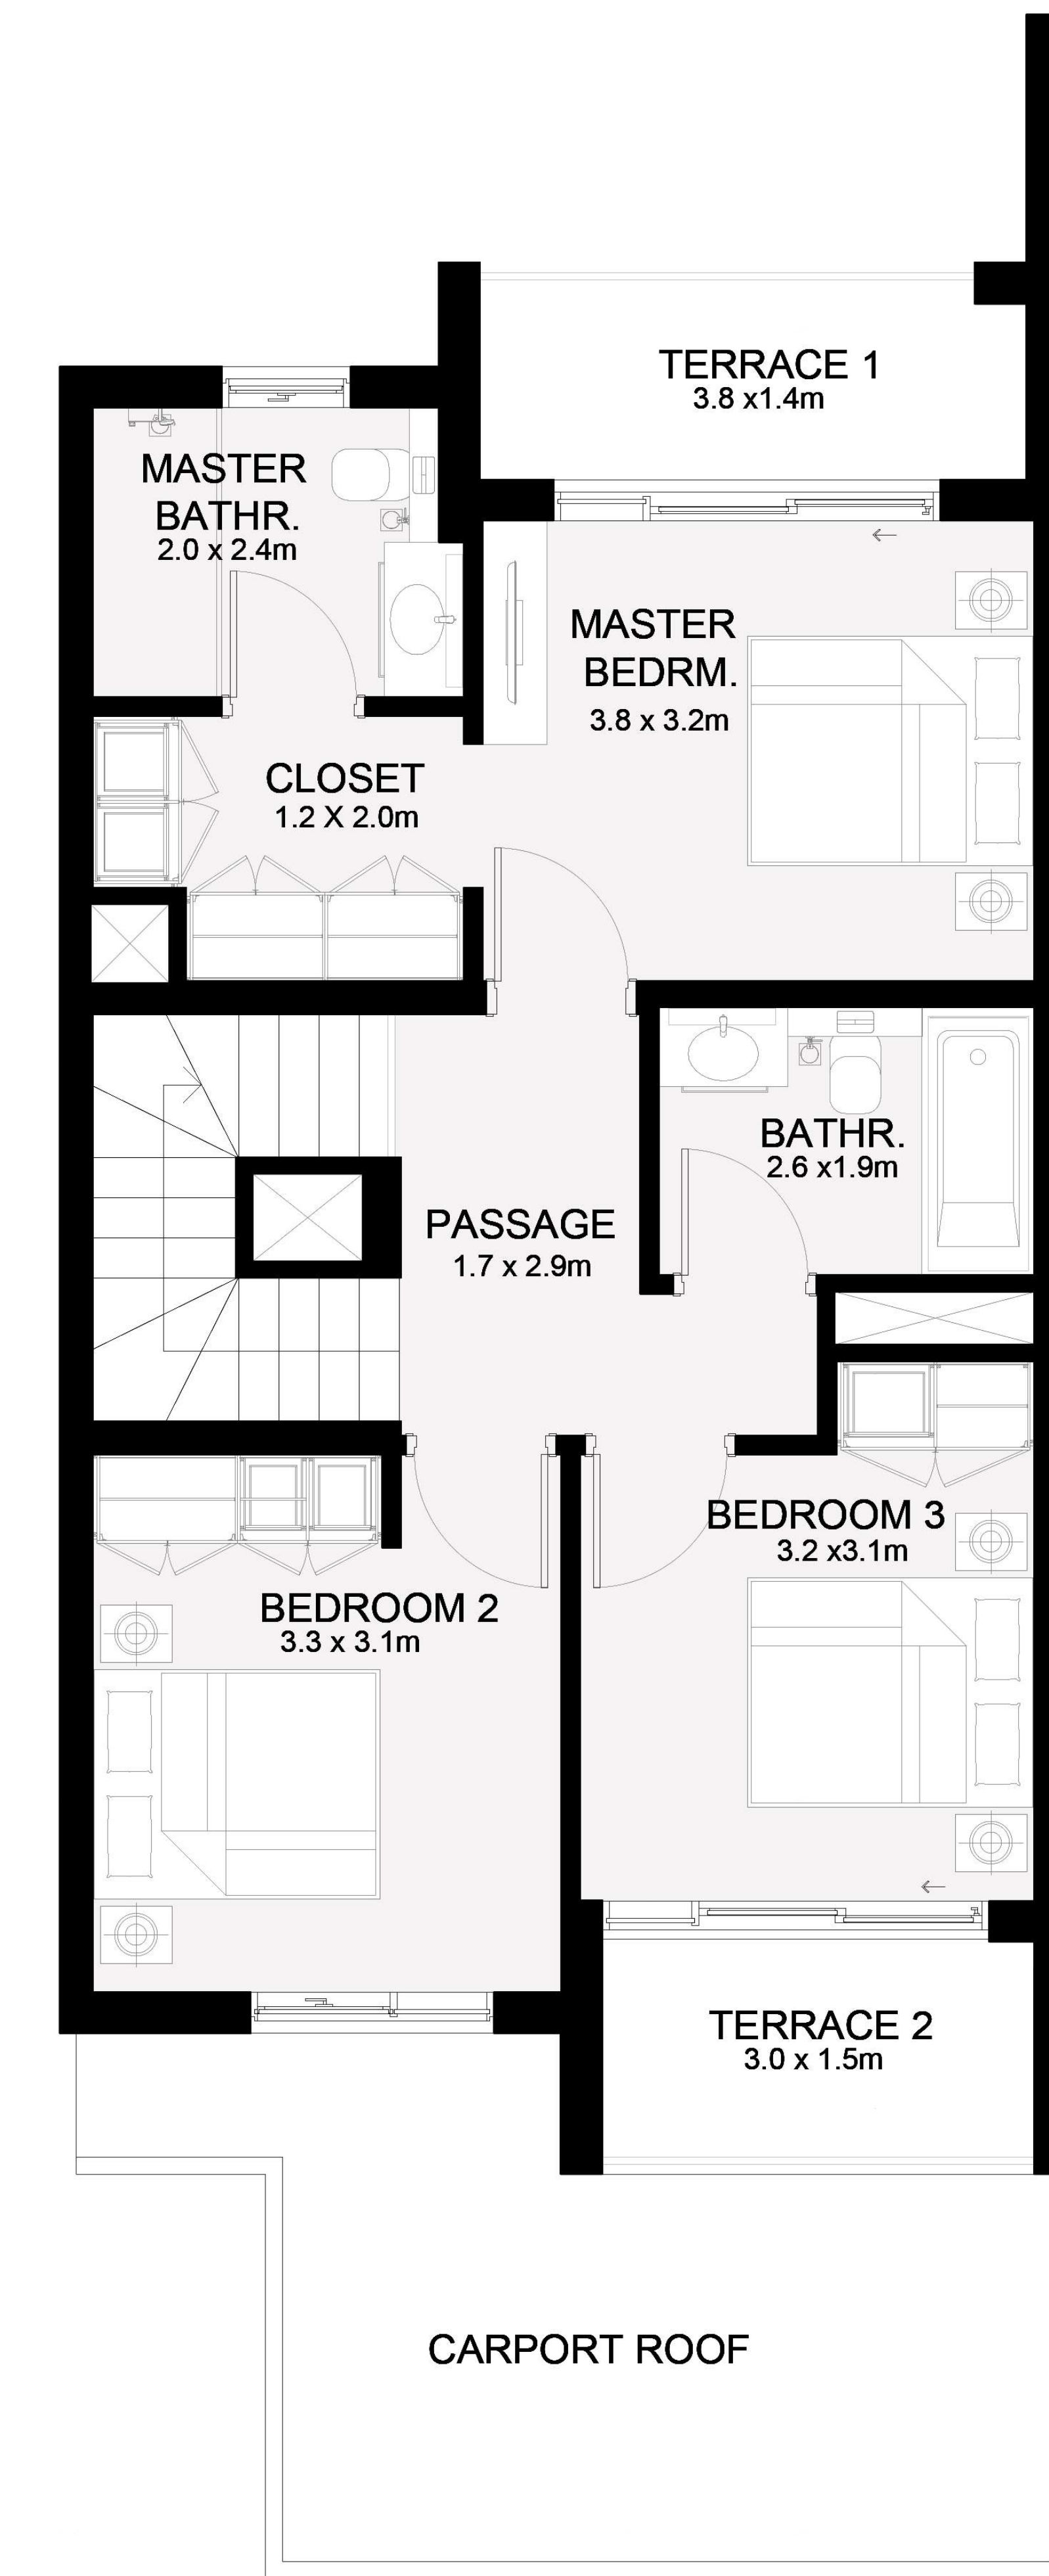 TERRACE 1
3.8 x1.4m
MASTER
BATHR.
2.0 x 2.4m
MASTER
BEDRM.
3.8 x 3.2m
CLOSET
1.2 X 2.0m
BATHR.
2.6 x1.9m
PASSAGE
1.7 x 2.9m
BEDROOM 3
3.2 x3.1m
BEDROOM 2
3.3 x 3.1m
TERRACE 2
3.0 x 1.5m
CARPORT ROOF